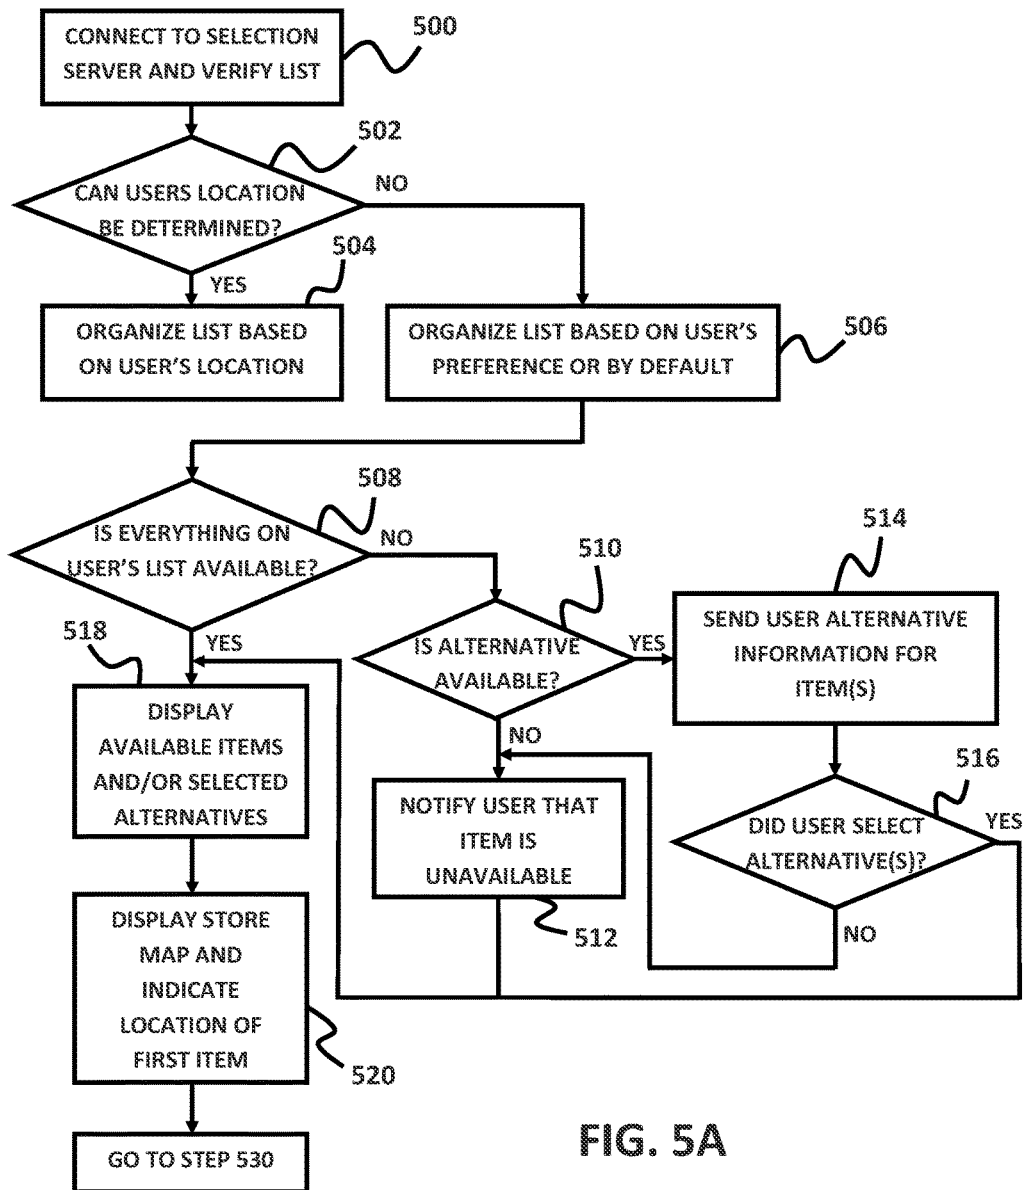 CONNECT TO SELECTION
SERVER AND VERIFY LIST
500
502
CAN USERS LOCATION
BE DETERMINED?
NO
YES
504
ORGANIZE LIST BASED
ON USER'S LOCATION
ORGANIZE LIST BASED ON USER'S
PREFERENCE OR BY DEFAULT
506
508
IS EVERYTHING ON
USER'S LIST AVAILABLE?
NO
YES
510
IS ALTERNATIVE
AVAILABLE?
YES
NO
514
SEND USER ALTERNATIVE
INFORMATION FOR
ITEM(S)
516
DID USER SELECT
ALTERNATIVE(S)?
YES
NO
NOTIFY USER THAT
ITEM IS
UNAVAILABLE
512
518
DISPLAY
AVAILABLE ITEMS
AND/OR SELECTED
ALTERNATIVES
DISPLAY STORE
MAP AND
INDICATE
LOCATION OF
FIRST ITEM
520
GO TO STEP 530
FIG. 5A